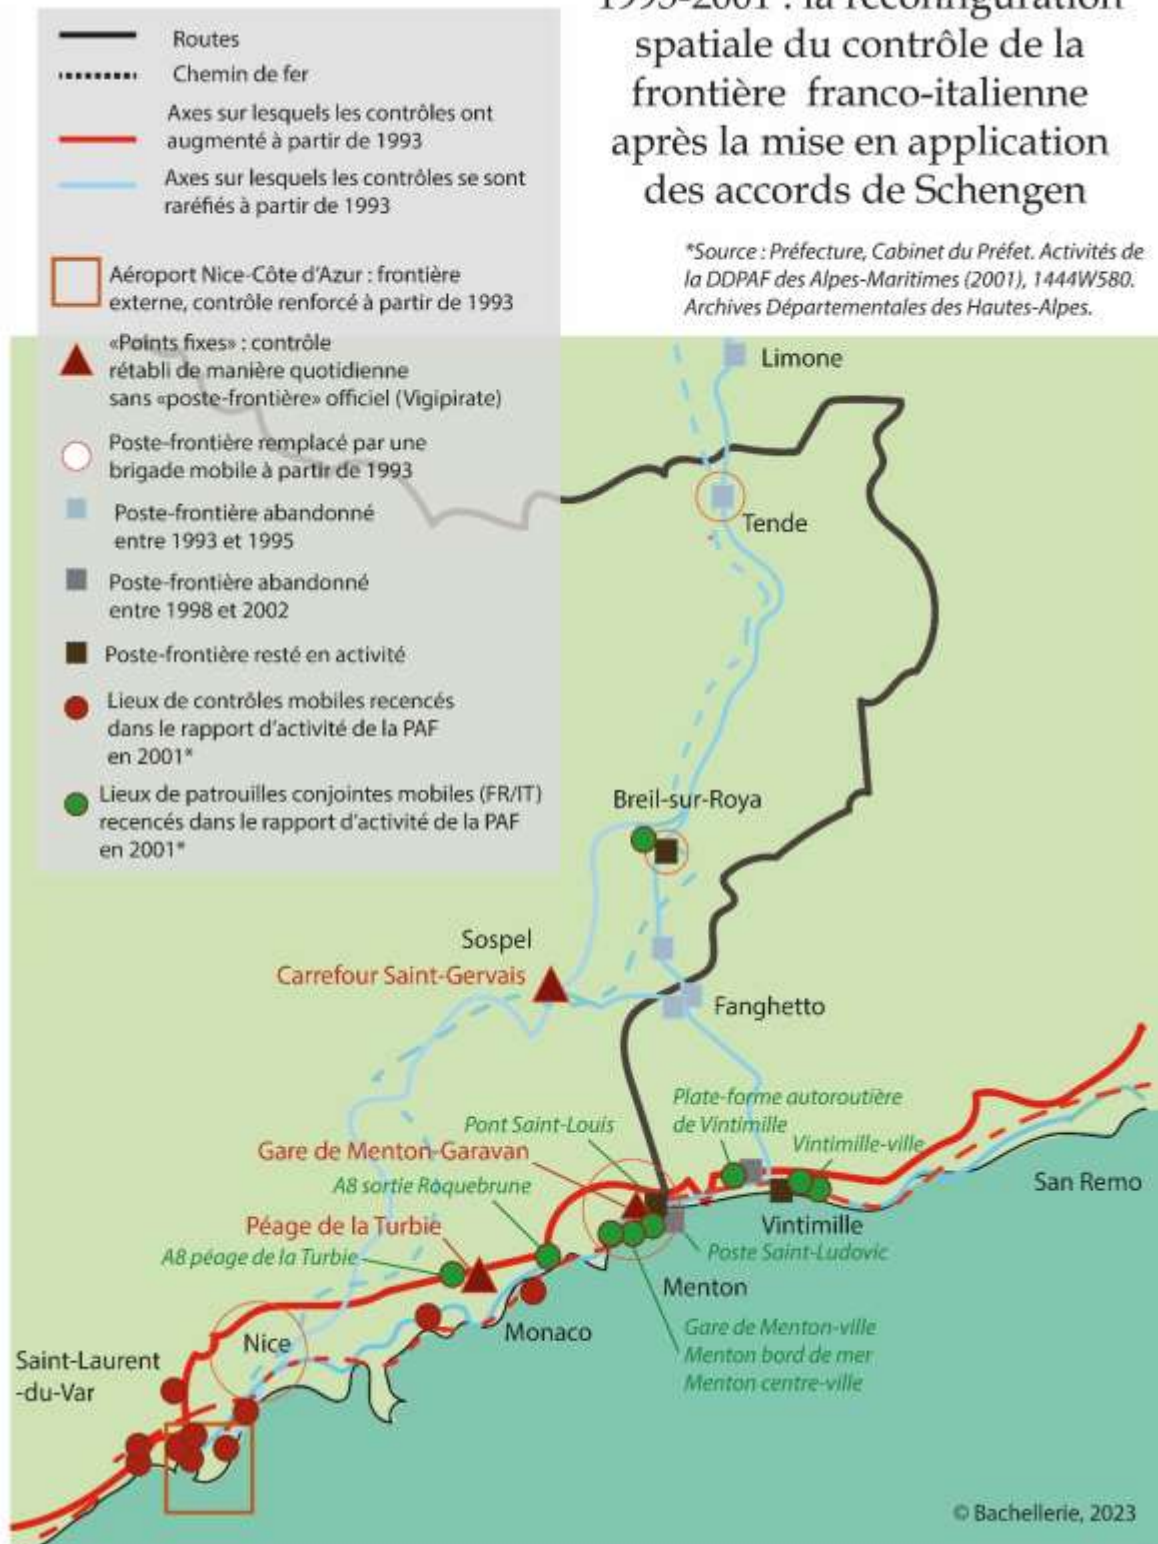 1993-2001 : la reconfiguration
spatiale du contrôle de la
frontière franco-italienne
après la mise en application
des accords de Schengen
*Source : Préfecture, Cabinet du Préfet. Activités de
la DDPAF des Alpes-Maritimes (2001), 1444W580.
Archives Départementales des Hautes-Alpes.
Routes
Chemin de fer
Axes sur lesquels les contrôles ont
augmenté à partir de 1993
Axes sur lesquels les contrôles se sont
raréfiés à partir de 1993
Aéroport Nice-Côte d'Azur : frontière
externe, contrôle renforcé à partir de 1993
«Points fixes» : contrôle
rétabli de manière quotidienne
sans «poste-frontière» officiel (Vigipirate)
Poste-frontière remplacé par une
brigade mobile à partir de 1993
Poste-frontière abandonné
entre 1993 et 1995
Poste-frontière abandonné
entre 1998 et 2002
Poste-frontière resté en activité
Lieux de contrôles mobiles recencés
dans le rapport d'activité de la PAF
en 2001*
Lieux de patrouilles conjointes mobiles (FR/IT)
recencés dans le rapport d'activité de la PAF
en 2001*
Limone
Tende
Breil-sur-Roya
Sospel
Carrefour Saint-Gervais
Fanghetto
Plate-forme autoroutière
de Vintimille
Pont Saint-Louis
Vintimille-ville
Gare de Menton-Garavan
A8 sortie Roquebrune
San Remo
Péage de la Turbie
Vintimille
A8 péage de la Turbie
Poste Saint-Ludovic
Menton
Monaco
Gare de Menton-ville
Menton bord de mer
Menton centre-ville
Nice
Saint-Laurent
-du-Var
© Bachellerie, 2023